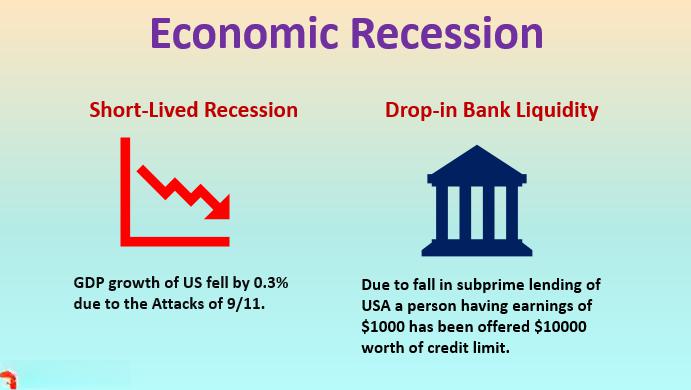 Economic Recession
Short-Lived Recession
Drop-in Bank Liquidity
GDP growth of US fell by 0.3%
due to the Attacks of 9/11.
Due to fall in subprime lending of
USA a person having earnings of
$1000 has been offered $10000
worth of credit limit.